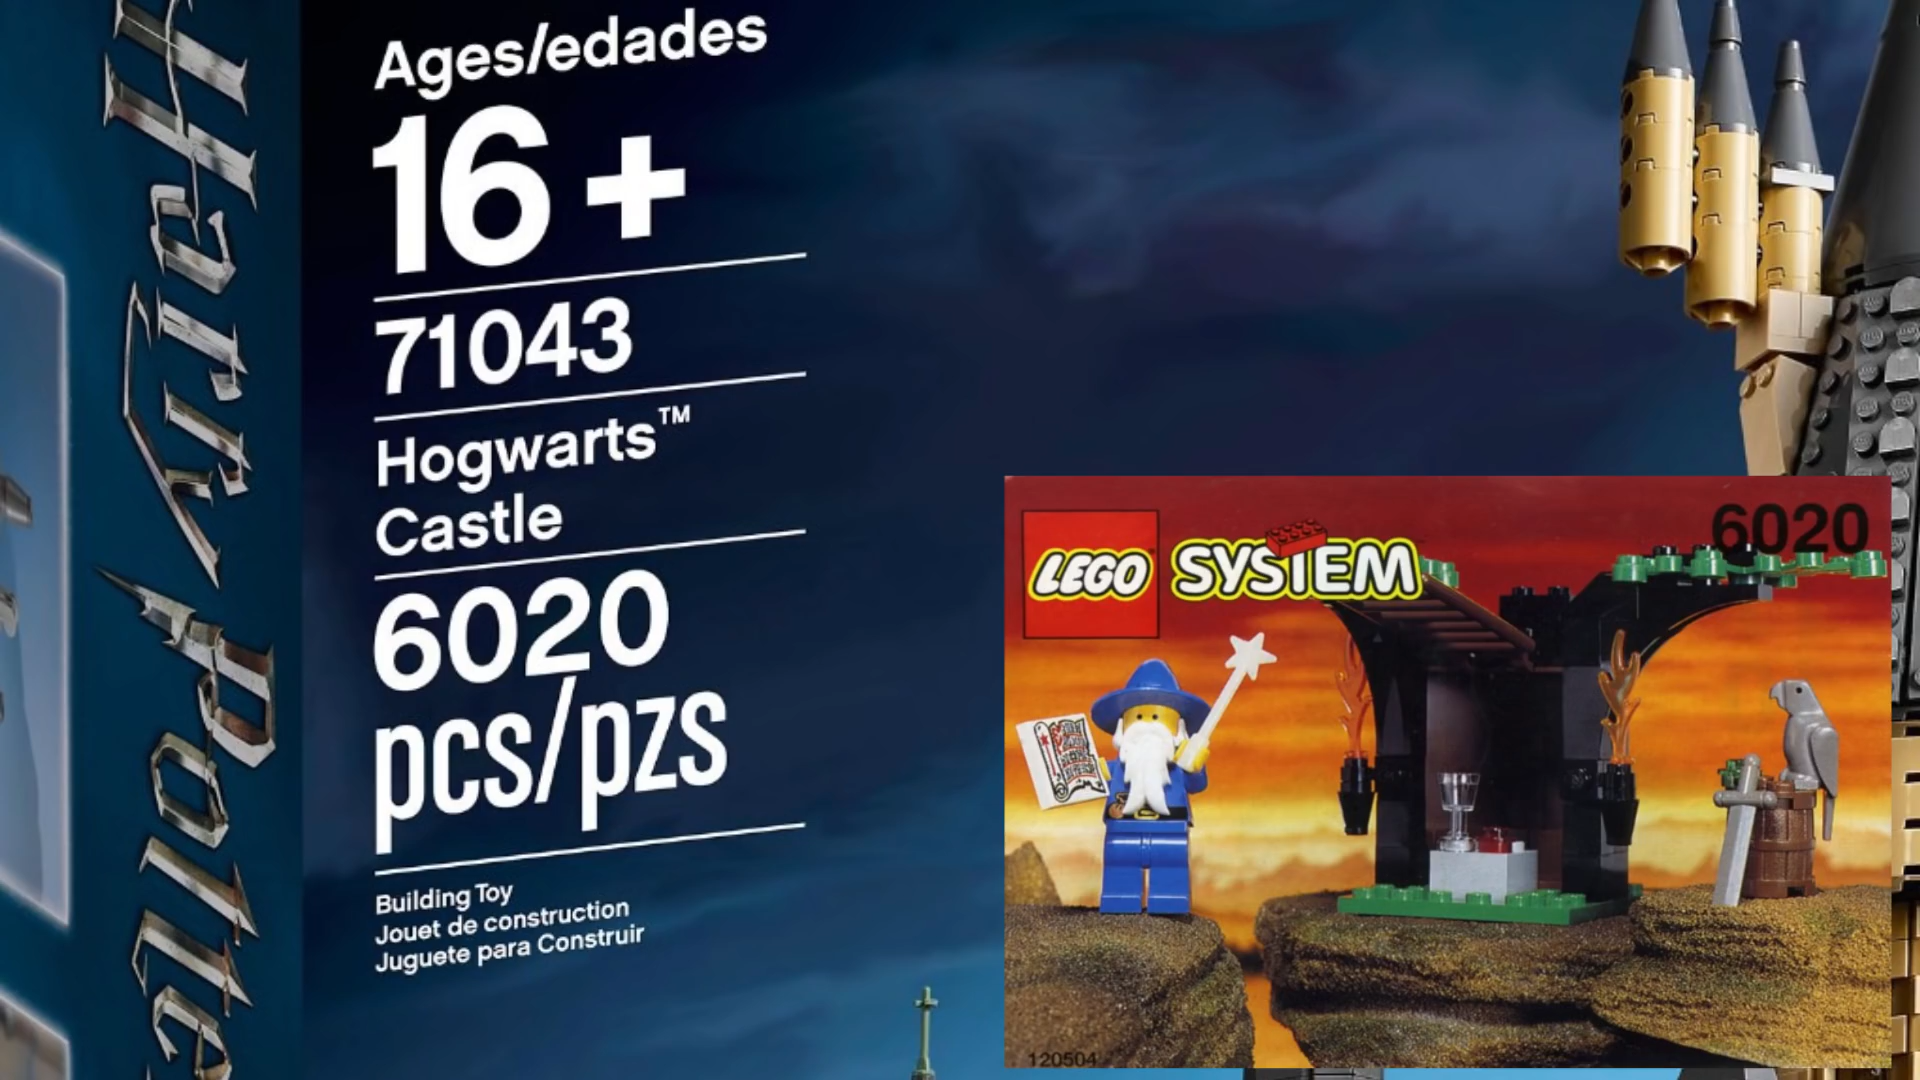 Harry Potte
Ages/edades
16+
71043
Hogwarts™
Castle
6020
pcs/pzs
Building Toy
Jouet de construction
Juguete para Construir
LEGO SYSTEM
6020
120504